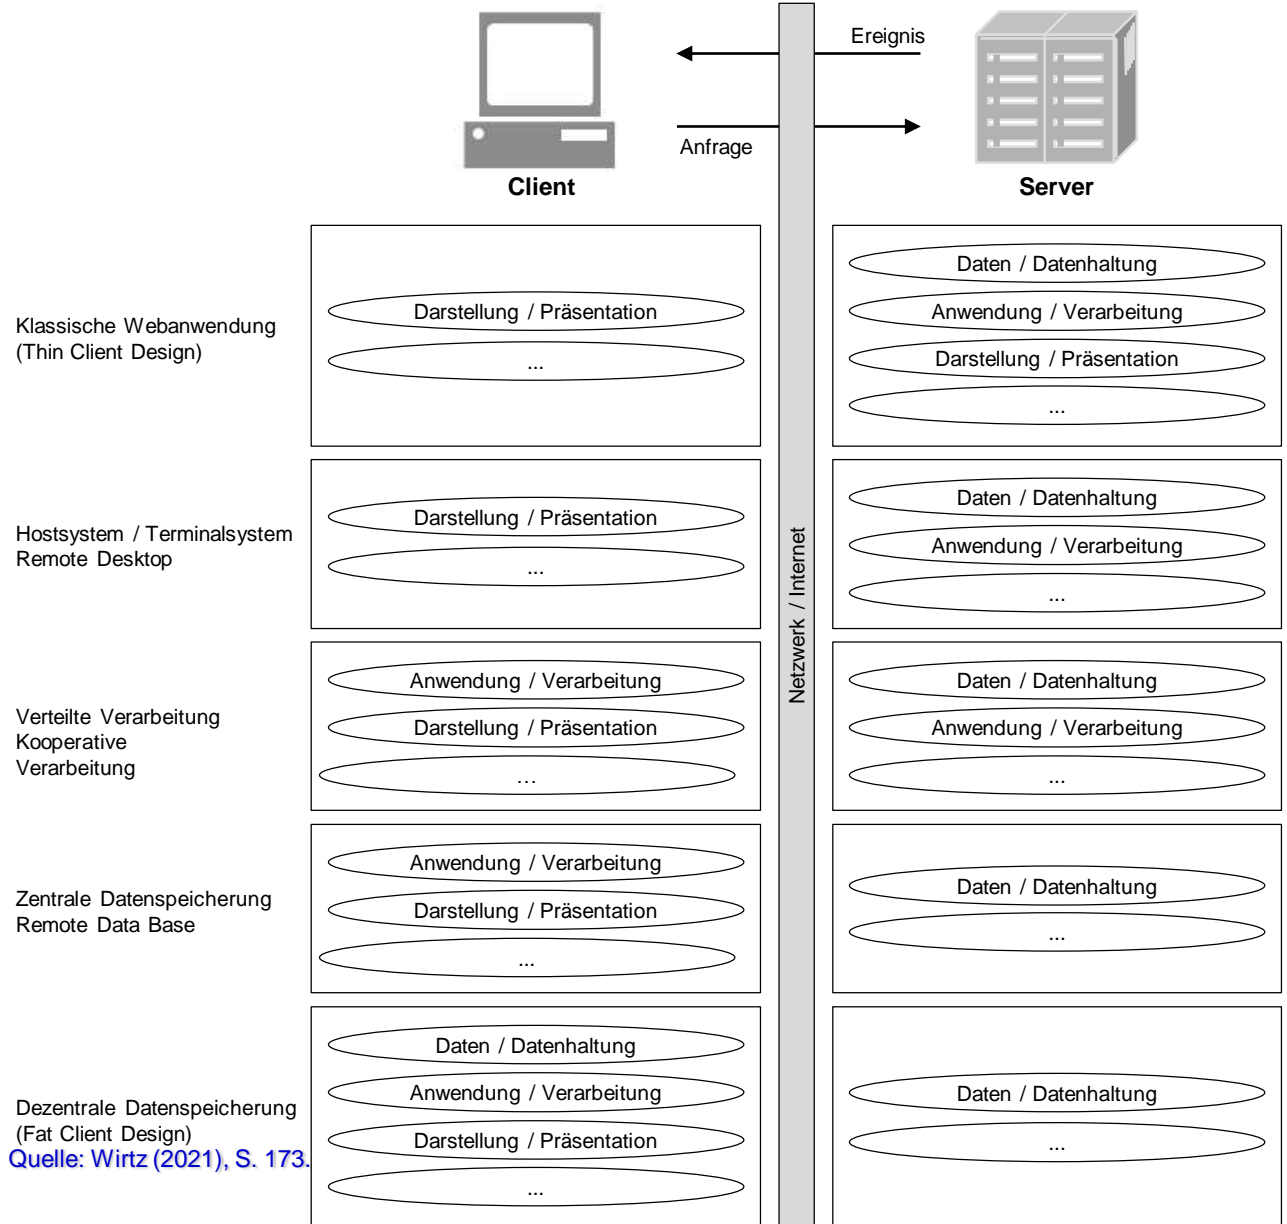 Ereignis
Anfrage
Client
Server
Netzwerk / Internet
Klassische Webanwendung
(Thin Client Design)
Darstellung / Präsentation
...
Daten / Datenhaltung
Anwendung / Verarbeitung
Darstellung / Präsentation
...
Hostsystem / Terminalsystem
Remote Desktop
Darstellung / Präsentation
...
Daten / Datenhaltung
Anwendung / Verarbeitung
...
Verteilte Verarbeitung
Kooperative
Verarbeitung
Anwendung / Verarbeitung
Darstellung / Präsentation
...
Daten / Datenhaltung
Anwendung / Verarbeitung
...
Zentrale Datenspeicherung
Remote Data Base
Anwendung / Verarbeitung
Darstellung / Präsentation
...
Daten / Datenhaltung
...
Dezentrale Datenspeicherung
(Fat Client Design)
Quelle: Wirtz (2021), S. 173.
Daten / Datenhaltung
Anwendung / Verarbeitung
Darstellung / Präsentation
...
Daten / Datenhaltung
...